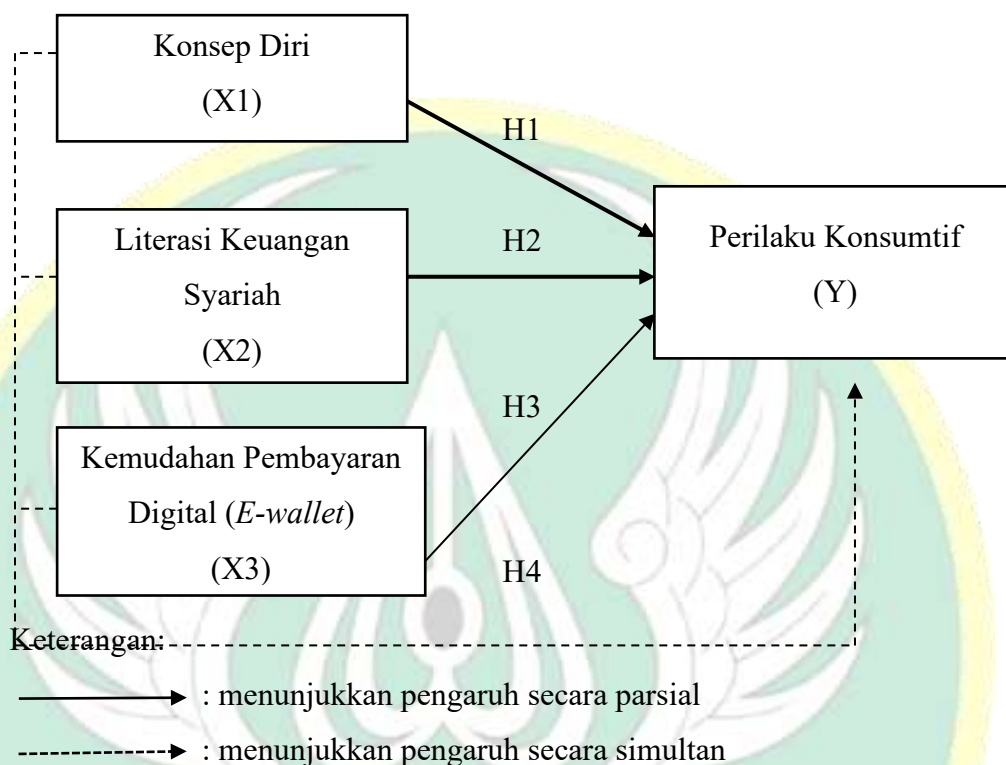 Konsep Diri
(X1)
H1
Literasi Keuangan
Syariah
(X2)
H2
Perilaku Konsumtif
(Y)
H3
Kemudahan Pembayaran
Digital (E-wallet)
(X3)
H4
Keterangan:
: menunjukkan pengaruh secara parsial
: menunjukkan pengaruh secara simultan